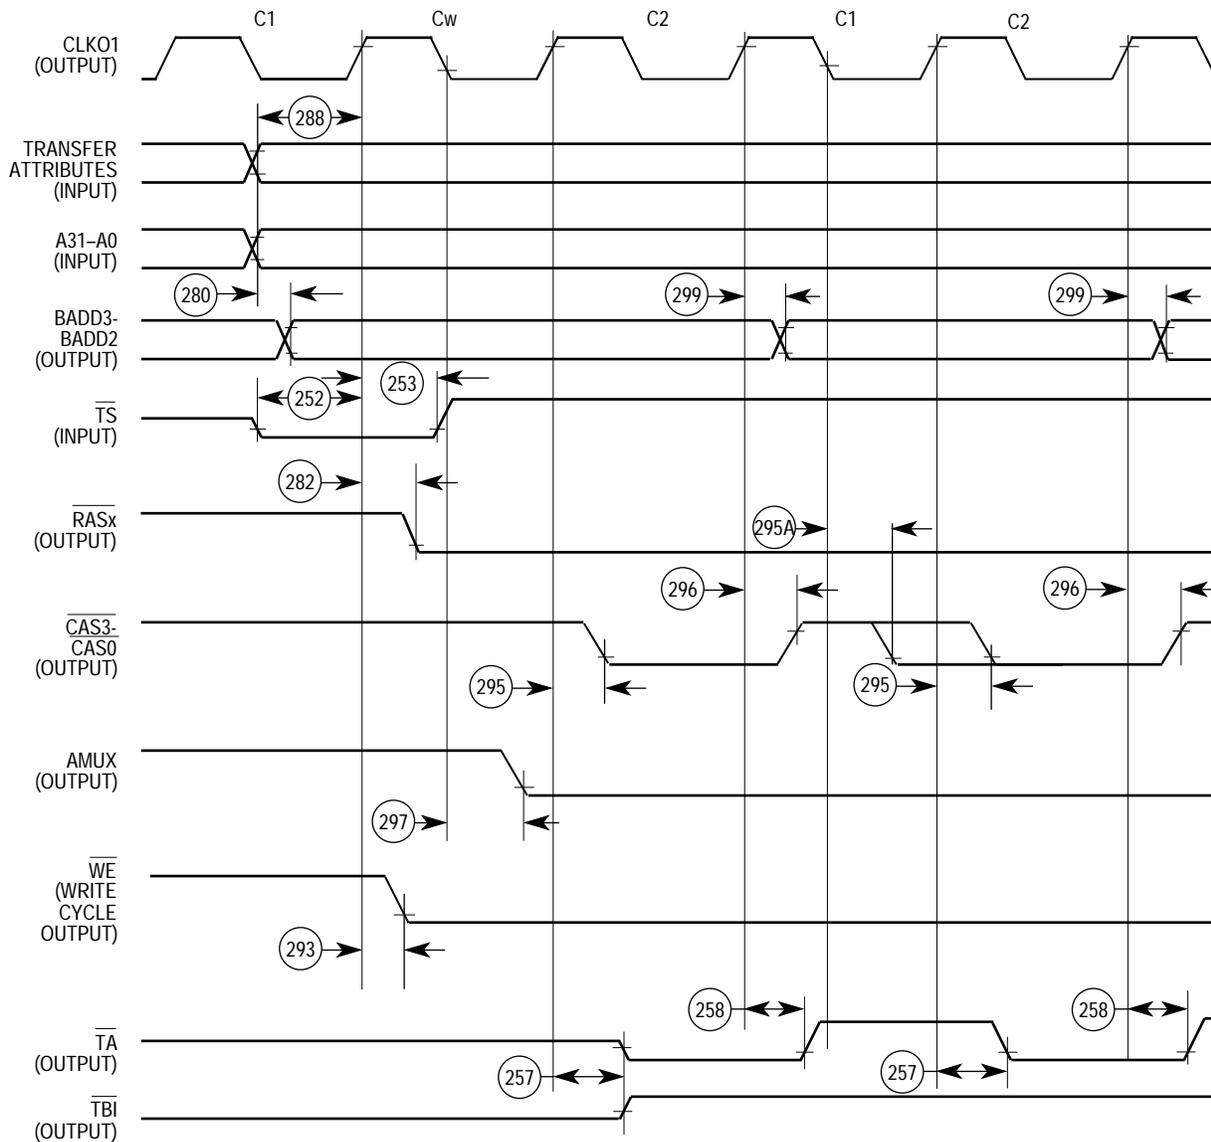 C1 Cw C2 C1 C2
CLKO1
(OUTPUT)
288
TRANSFER
ATTRIBUTES
(INPUT)
A31–A0
(INPUT)
280 299 299
BADD3-
BADD2
(OUTPUT)
252 253
TS
(INPUT)
282
RASx
(OUTPUT)
295A
296 296
CAS3-
CAS0
(OUTPUT)
295 295
AMUX
(OUTPUT)
297
WE
(WRITE
CYCLE
OUTPUT)
293
258 258
TA
(OUTPUT)
257 257
TBI
(OUTPUT)